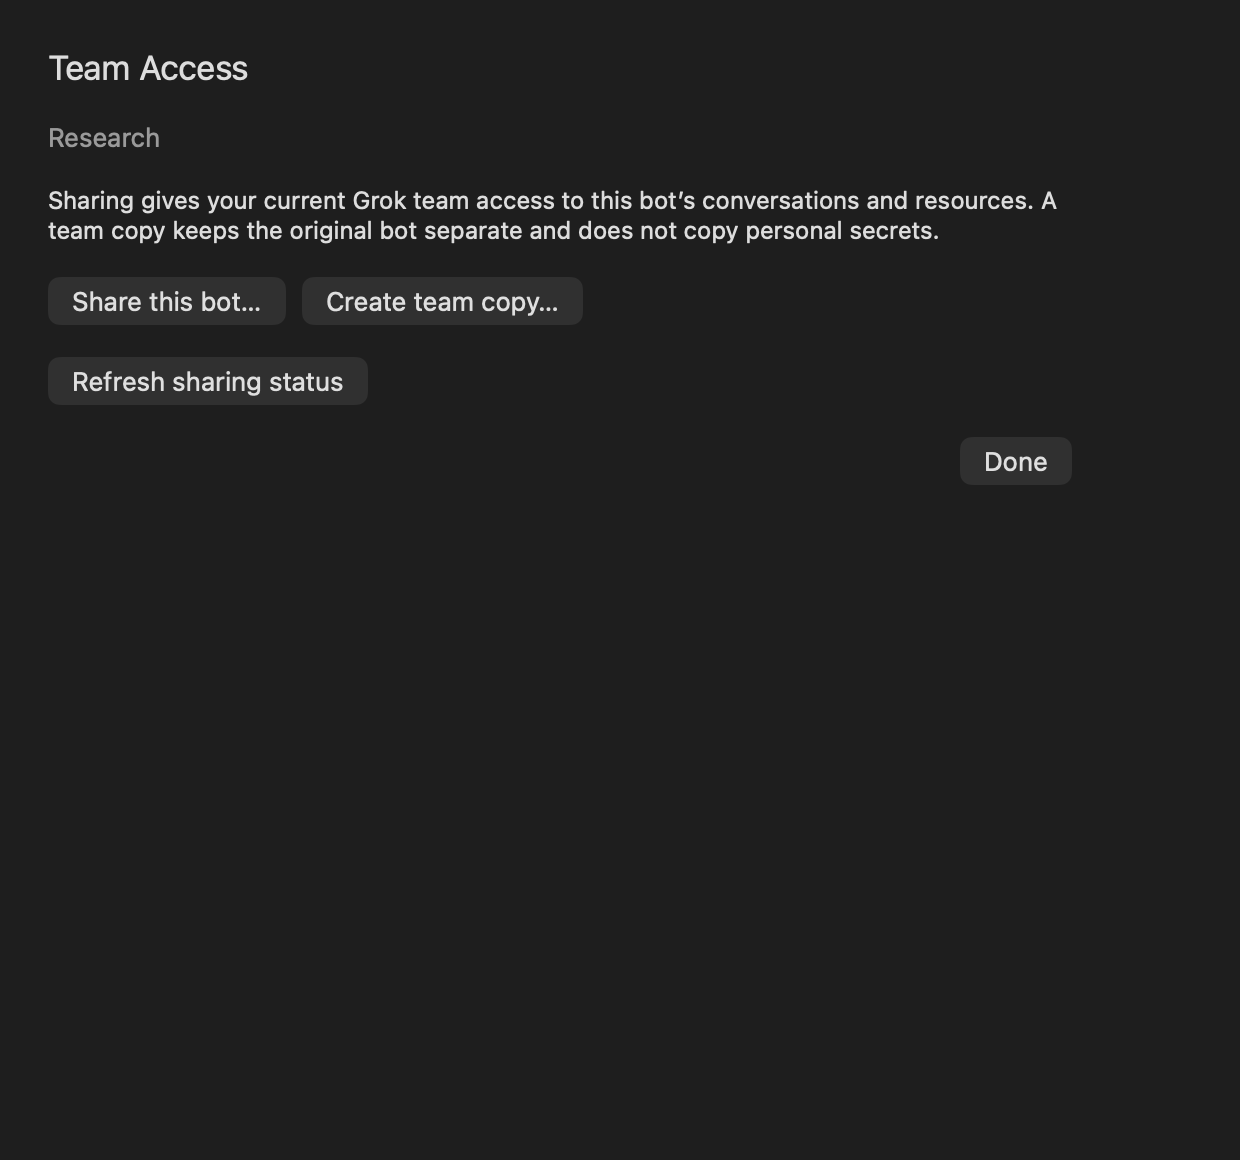 Team Access
Research
Sharing gives your current Grok team access to this bot’s conversations and resources. A
team copy keeps the original bot separate and does not copy personal secrets.
Share this bot...
Create team copy...
Refresh sharing status
Done